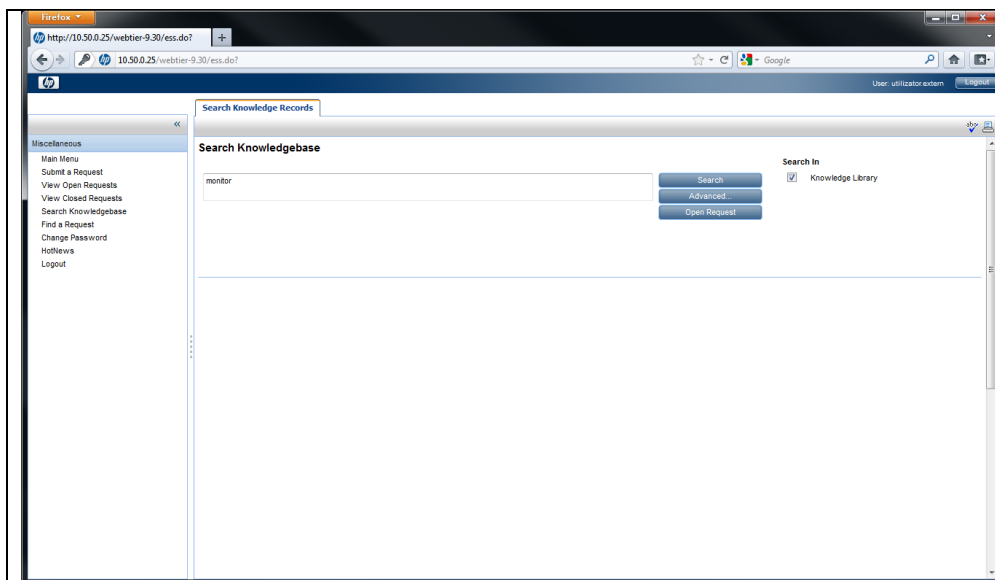 Firefox
http://10.50.0.25/webtier-9.30/ess.do?
10.50.0.25/webtier-9.30/ess.do?
Google
hp
User: utilizator.extern
Logout
Search Knowledge Records
Miscellaneous
Main Menu
Submit a Request
View Open Requests
View Closed Requests
Search Knowledgebase
Find a Request
Change Password
HotNews
Logout
Search Knowledgebase
monitor
Search
Advanced...
Open Request
Search In
Knowledge Library